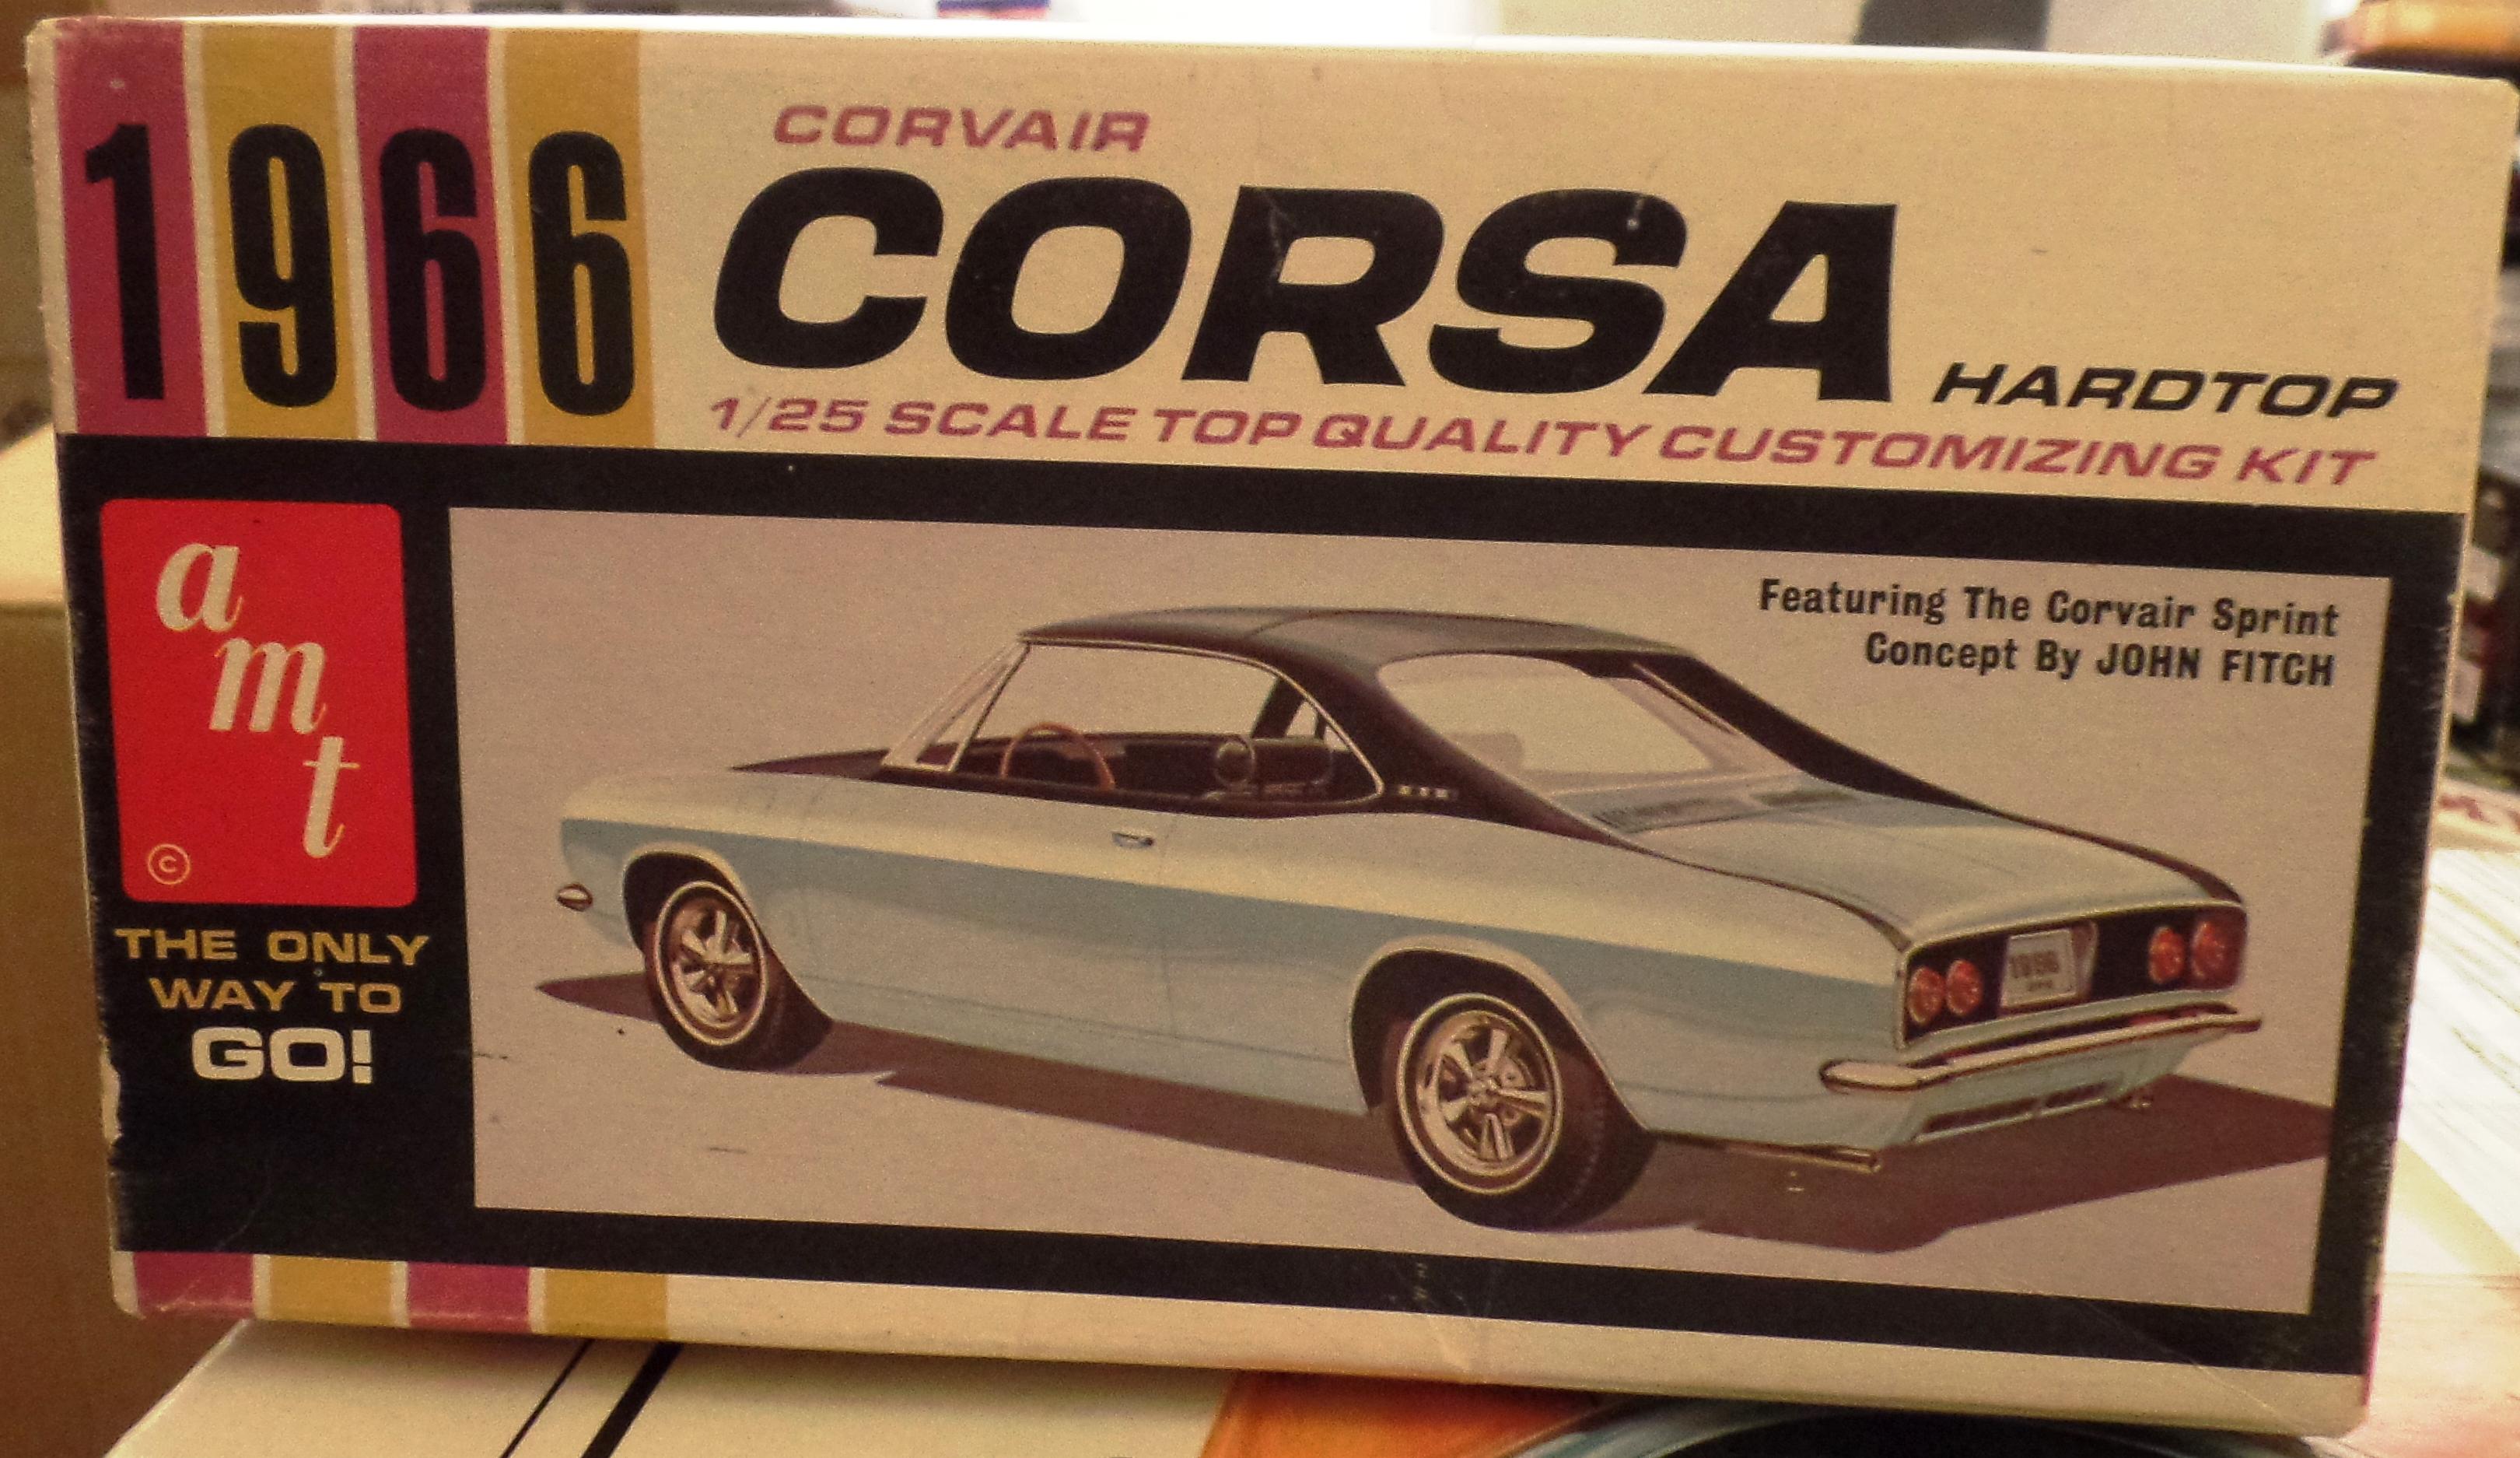 1966
CORVAIR
CORSA HARDTOP
1/25 SCALE TOP QUALITY CUSTOMIZING KIT
amt
©
THE ONLY
WAY TO
GO!
Featuring The Corvair Sprint
Concept By JOHN FITCH
1966